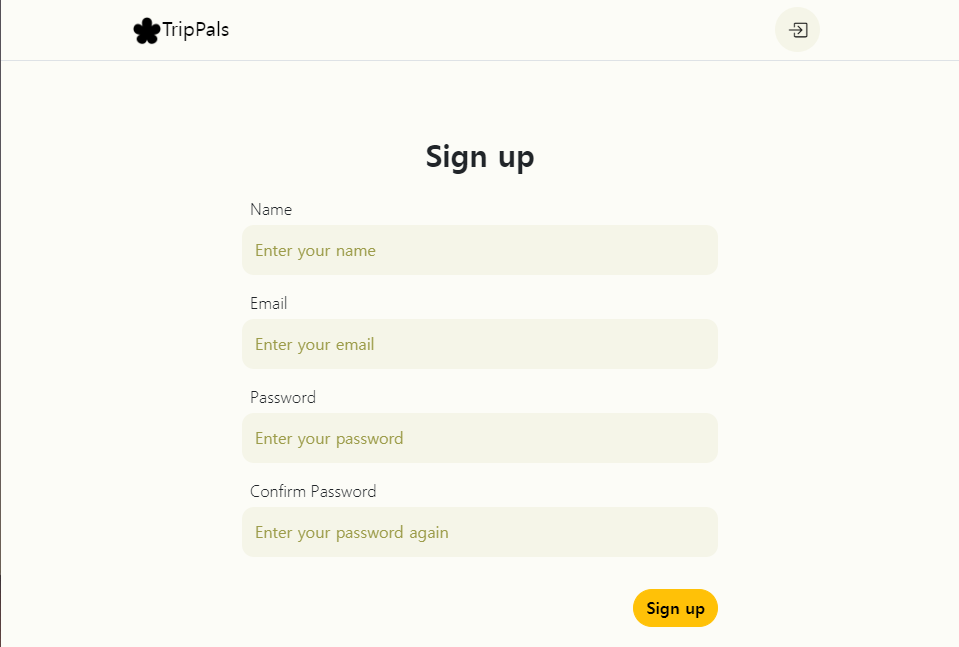 TripPals
Sign up
Name
Enter your name
Email
Enter your email
Password
Enter your password
Confirm Password
Enter your password again
Sign up